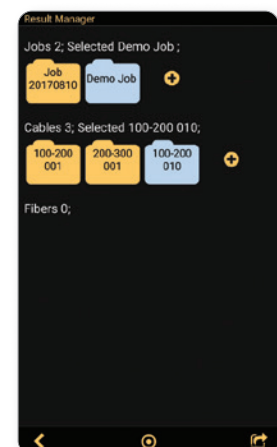 Result Manager
Jobs 2; Selected Demo Job ;
Job
20170810
Demo Job
Cables 3; Selected 100-200 010;
100-200
001
200-300
001
100-200
010
Fibers 0;